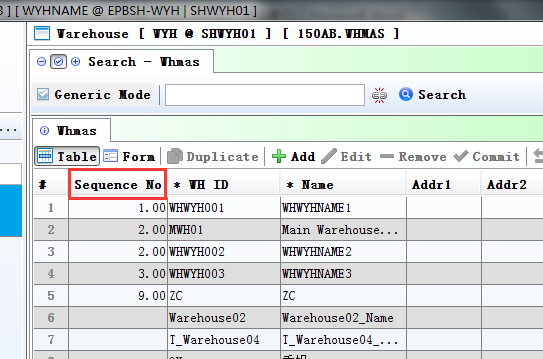 3 ] [ WYHNAME @ EPBSH-WYH | SHWYH01 ]
Warehouse [ WYH @ SHWYH01 ] [ 150AB.WHMAS ]
Search - Whmas
Generic Mode Search
Whmas
... Table Form Duplicate Add Edit Remove Commit
# Sequence No * WH ID * Name Addr1 Addr2
1 1.00 WHWYH001 WHWYHNAME1
2 2.00 MWH01 Main Warehouse...
3 2.00 WHWYH002 WHWYHNAME2
4 3.00 WHWYH003 WHWYHNAME3
5 9.00 ZC ZC
6 Warehouse02 Warehouse02_Name
7 T_Warehouse04 T_Warehouse04_...